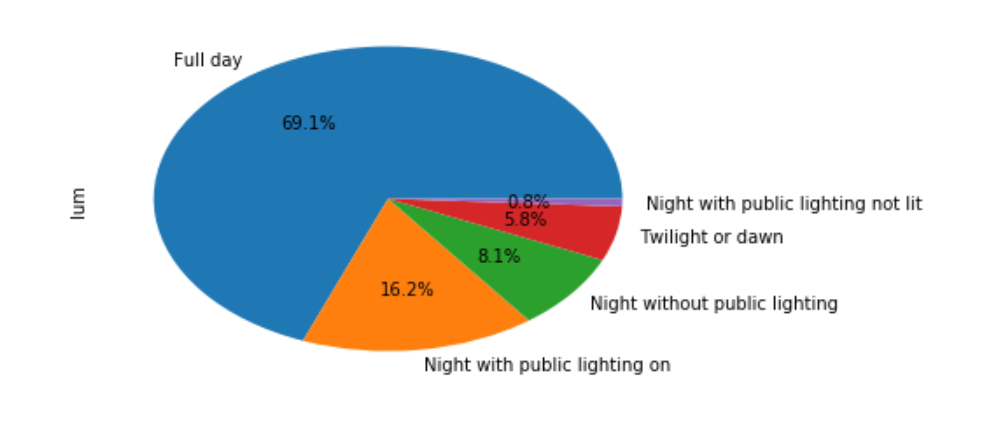 Full day
69.1%
lum
0.8%
Night with public lighting not lit
5.8%
Twilight or dawn
8.1%
Night without public lighting
16.2%
Night with public lighting on